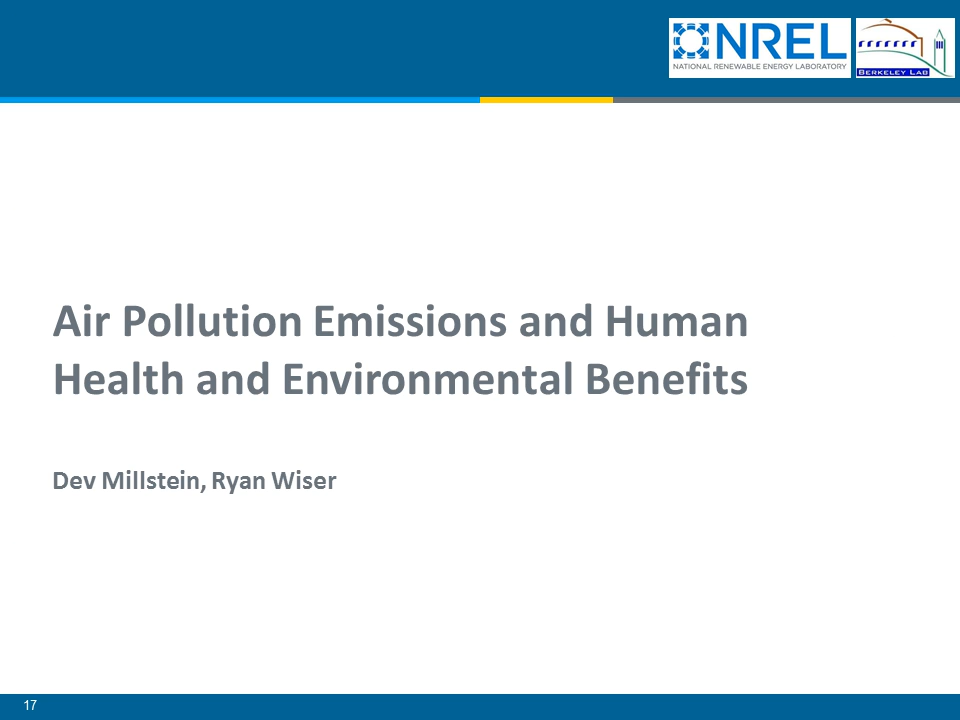 NREL
NATIONAL RENEWABLE ENERGY LABORATORY
BERKELEY LAB
Air Pollution Emissions and Human
Health and Environmental Benefits
Dev Millstein, Ryan Wiser
17